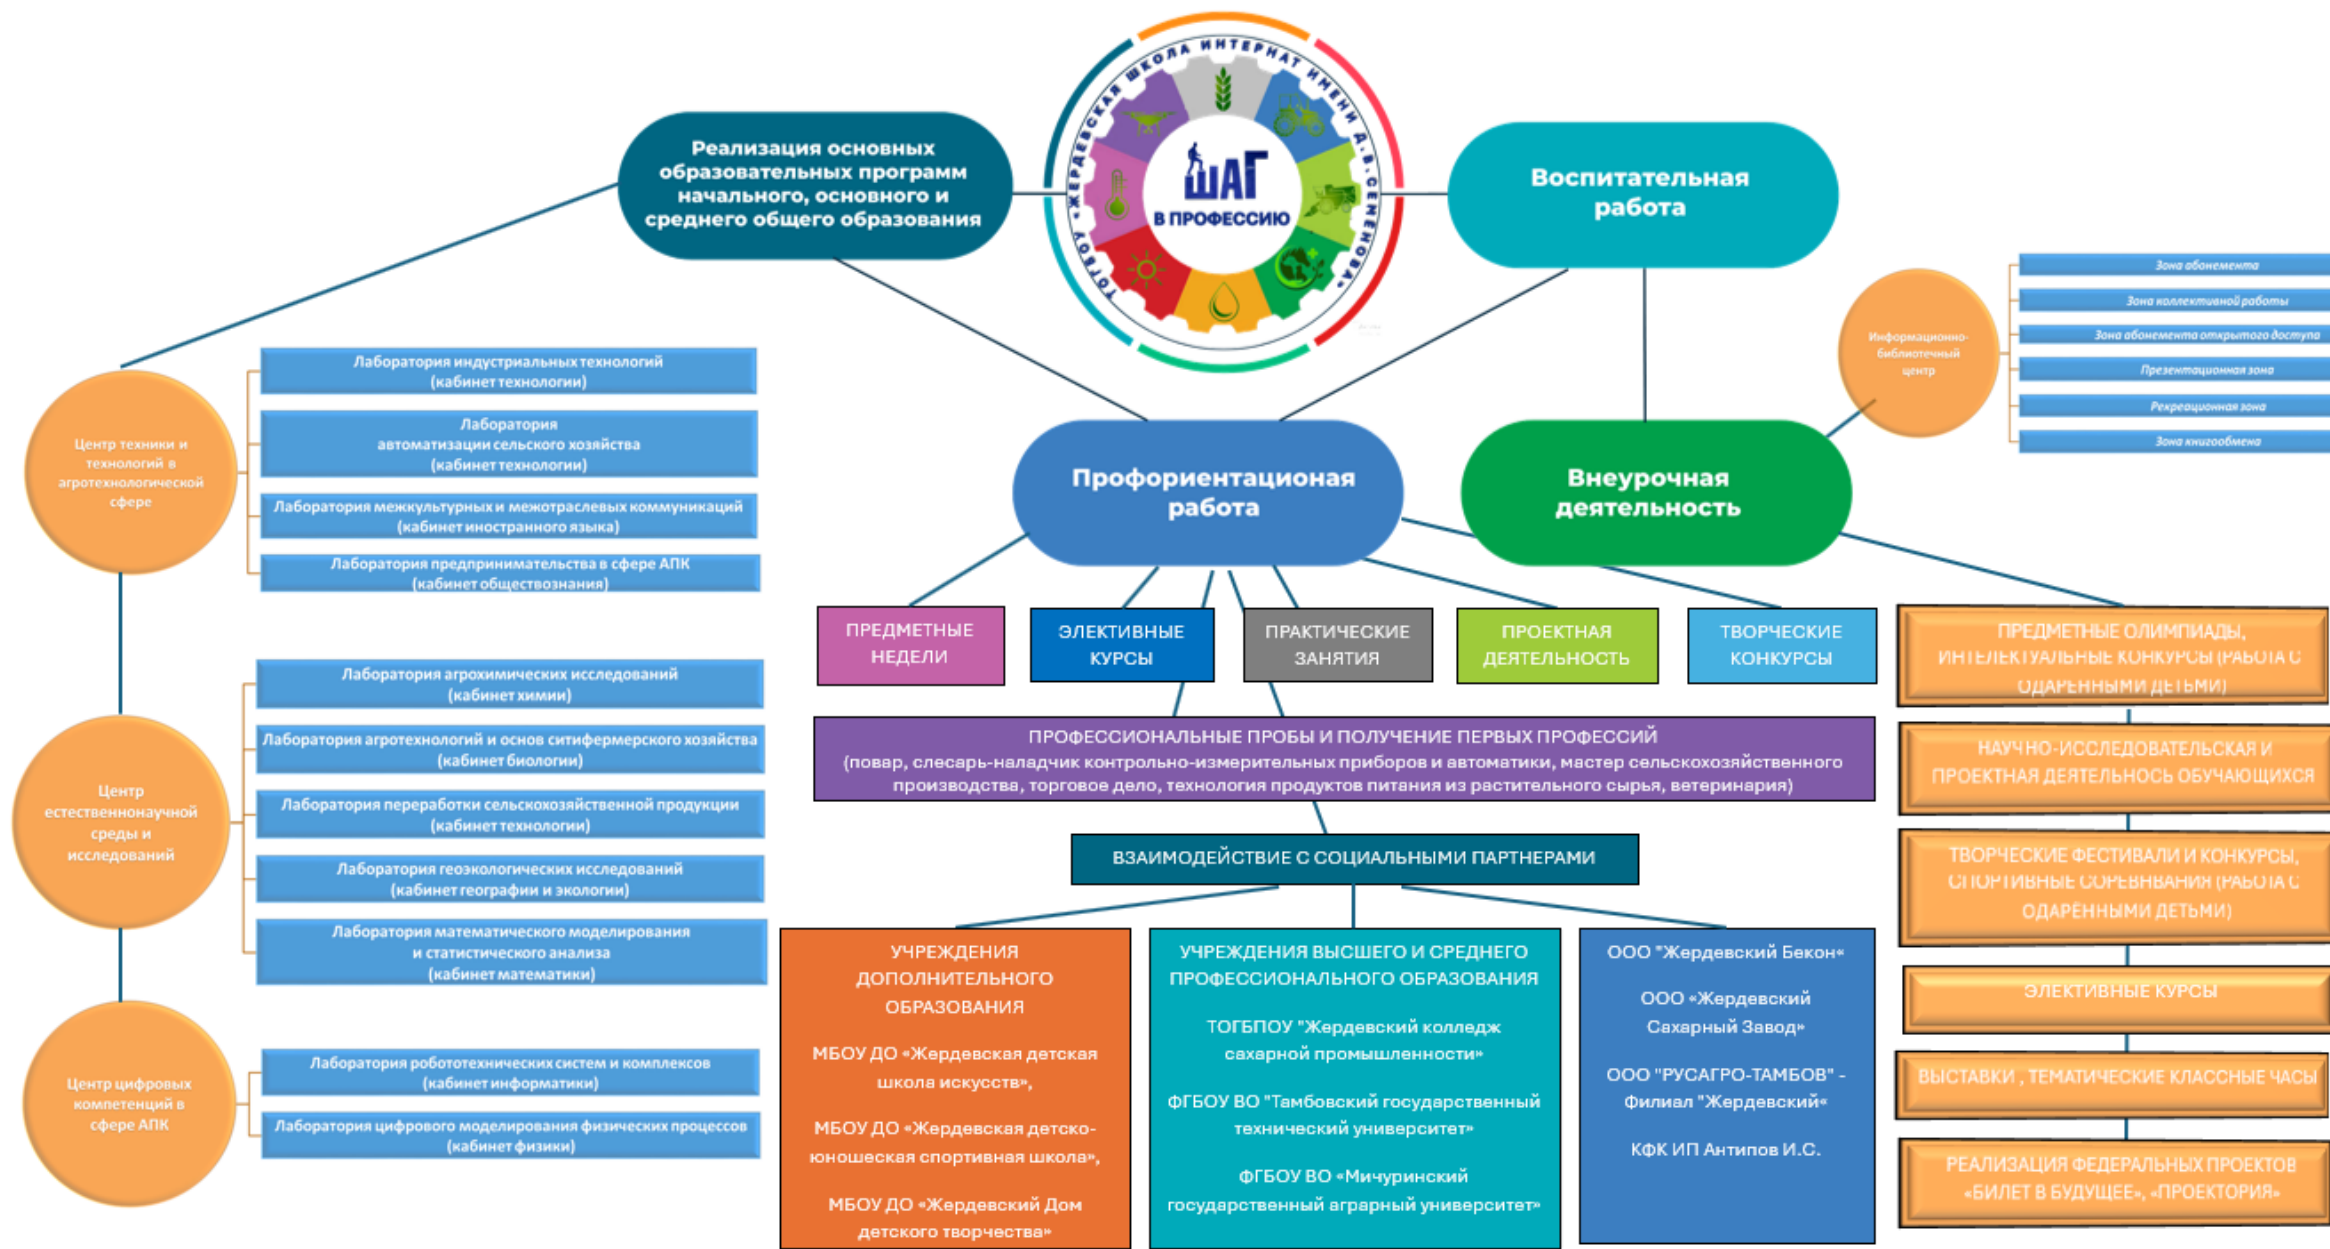 ТОГБОУ «ЖЕРДЕВСКАЯ ШКОЛА ИНТЕРНАТ ИМЕНИ Д.В.СЕМЕНОВА»
ШАГ
В ПРОФЕССИЮ
Реализация основных
образовательных программ
начального, основного и
среднего общего образования
Воспитательная
работа
Информационно-
библиотечный
центр
Зона абонемента
Зона коллективной работы
Зона абонемента открытого доступа
Презентационная зона
Рекреационная зона
Зона книгообмена
Центр техники и
технологий в
агротехнологической
сфере
Лаборатория индустриальных технологий
(кабинет технологии)
Лаборатория
автоматизации сельского хозяйства
(кабинет технологии)
Лаборатория межкультурных и межотраслевых коммуникаций
(кабинет иностранного языка)
Лаборатория предпринимательства в сфере АПК
(кабинет обществознания)
Центр
естественнонаучной
среды и
исследований
Лаборатория агрохимических исследований
(кабинет химии)
Лаборатория агротехнологий и основ ситифермерского хозяйства
(кабинет биологии)
Лаборатория переработки сельскохозяйственной продукции
(кабинет технологии)
Лаборатория геоэкологических исследований
(кабинет географии и экологии)
Лаборатория математического моделирования
и статистического анализа
(кабинет математики)
Центр цифровых
компетенций в
сфере АПК
Лаборатория робототехнических систем и комплексов
(кабинет информатики)
Лаборатория цифрового моделирования физических процессов
(кабинет физики)
Профориентационая
работа
Внеурочная
деятельность
ПРЕДМЕТНЫЕ
НЕДЕЛИ
ЭЛЕКТИВНЫЕ
КУРСЫ
ПРАКТИЧЕСКИЕ
ЗАНЯТИЯ
ПРОЕКТНАЯ
ДЕЯТЕЛЬНОСТЬ
ТВОРЧЕСКИЕ
КОНКУРСЫ
ПРОФЕССИОНАЛЬНЫЕ ПРОБЫ И ПОЛУЧЕНИЕ ПЕРВЫХ ПРОФЕССИЙ
(повар, слесарь-наладчик контрольно-измерительных приборов и автоматики, мастер сельскохозяйственного
производства, торговое дело, технология продуктов питания из растительного сырья, ветеринария)
ВЗАИМОДЕЙСТВИЕ С СОЦИАЛЬНЫМИ ПАРТНЕРАМИ
УЧРЕЖДЕНИЯ
ДОПОЛНИТЕЛЬНОГО
ОБРАЗОВАНИЯ
МБОУ ДО «Жердевская детская
школа искусств»,
МБОУ ДО «Жердевская детско-
юношеская спортивная школа»,
МБОУ ДО «Жердевский Дом
детского творчества»
УЧРЕЖДЕНИЯ ВЫСШЕГО И СРЕДНЕГО
ПРОФЕССИОНАЛЬНОГО ОБРАЗОВАНИЯ
ТОГБПОУ "Жердевский колледж
сахарной промышленности»
ФГБОУ ВО "Тамбовский государственный
технический университет»
ФГБОУ ВО «Мичуринский
государственный аграрный университет»
ООО "Жердевский Бекон«
ООО «Жердевский
Сахарный Завод»
ООО "РУСАГРО-ТАМБОВ" -
Филиал "Жердевский«
КФК ИП Антипов И.С.
ПРЕДМЕТНЫЕ ОЛИМПИАДЫ,
ИНТЕЛЕКТУАЛЬНЫЕ КОНКУРСЫ (РАБОТА С
ОДАРЕННЫМИ ДЕТЬМИ)
НАУЧНО-ИССЛЕДОВАТЕЛЬСКАЯ И
ПРОЕКТНАЯ ДЕЯТЕЛЬНОСЬ ОБУЧАЮЩИХСЯ
ТВОРЧЕСКИЕ ФЕСТИВАЛИ И КОНКУРСЫ,
СПОРТИВНЫЕ СОРЕВНВАНИЯ (РАБОТА С
ОДАРЁННЫМИ ДЕТЬМИ)
ЭЛЕКТИВНЫЕ КУРСЫ
ВЫСТАВКИ , ТЕМАТИЧЕСКИЕ КЛАССНЫЕ ЧАСЫ
РЕАЛИЗАЦИЯ ФЕДЕРАЛЬНЫХ ПРОЕКТОВ
«БИЛЕТ В БУДУЩЕЕ», «ПРОЕКТОРИЯ»